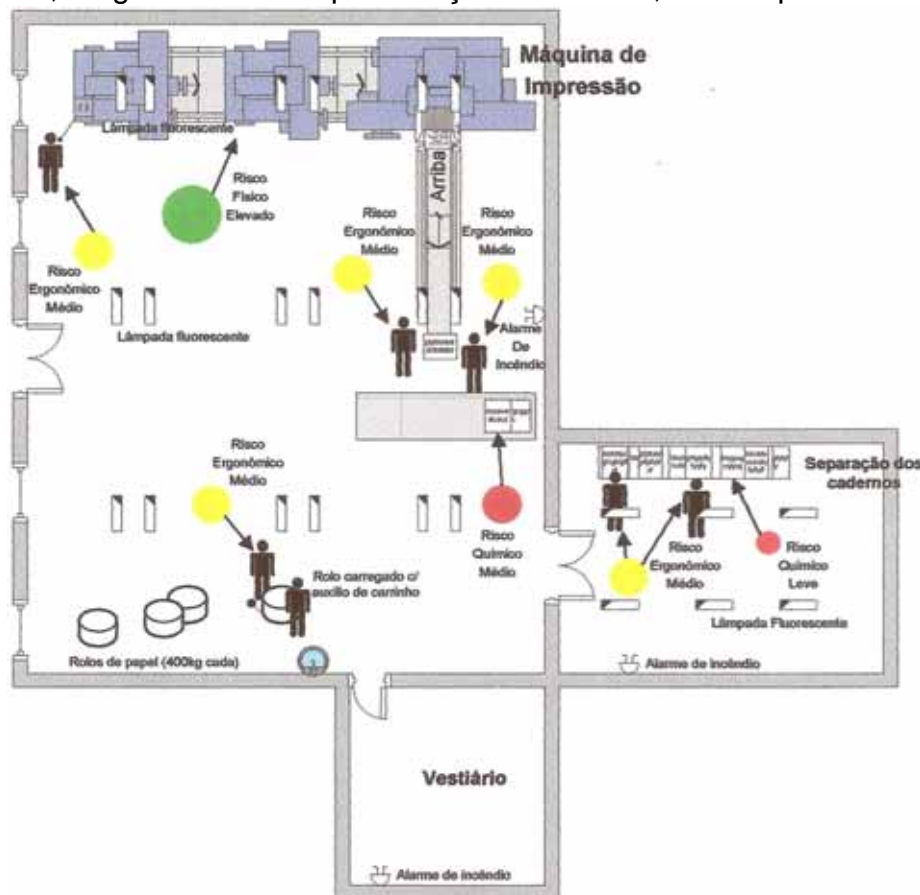 Máquina de
Impressão
Lâmpada fluorescente
Risco
Físico
Elevado
Arriba
Risco
Ergonômico
Médio
Risco
Ergonômico
Médio
Risco
Ergonômico
Médio
Lâmpada fluorescente
Alarme
De
Incêndio
Risco
Ergonômico
Médio
Separação dos
cadernos
Risco
Químico
Médio
Risco
Ergonômico
Médio
Risco
Químico
Leve
Rolo carregado c/
auxílio de carrinho
Lâmpada Fluorescente
Rolos de papel (400kg cada)
Alarme de incêndio
Vestiário
Alarme de incêndio